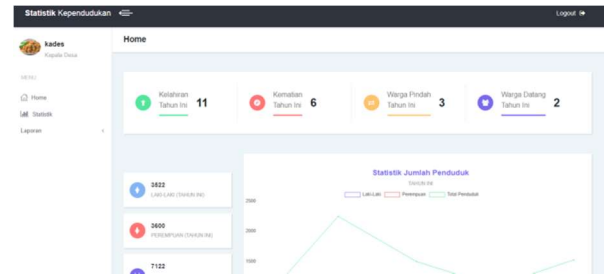 Statistik Kependudukan
Logout
kades
Kepala Desa
Home
MENU
Home
Statistik
Laporan
Kelahiran
Tahun Ini 11
Kematian
Tahun Ini 6
Warga Pindah
Tahun Ini 3
Warga Datang
Tahun Ini 2
3522
LAKI-LAKI (TAHUN INI)
3600
PEREMPUAN (TAHUN INI)
7122
Statistik Jumlah Penduduk
TAHUN INI
Laki-Laki Perempuan Total Penduduk
2500
2000
1500